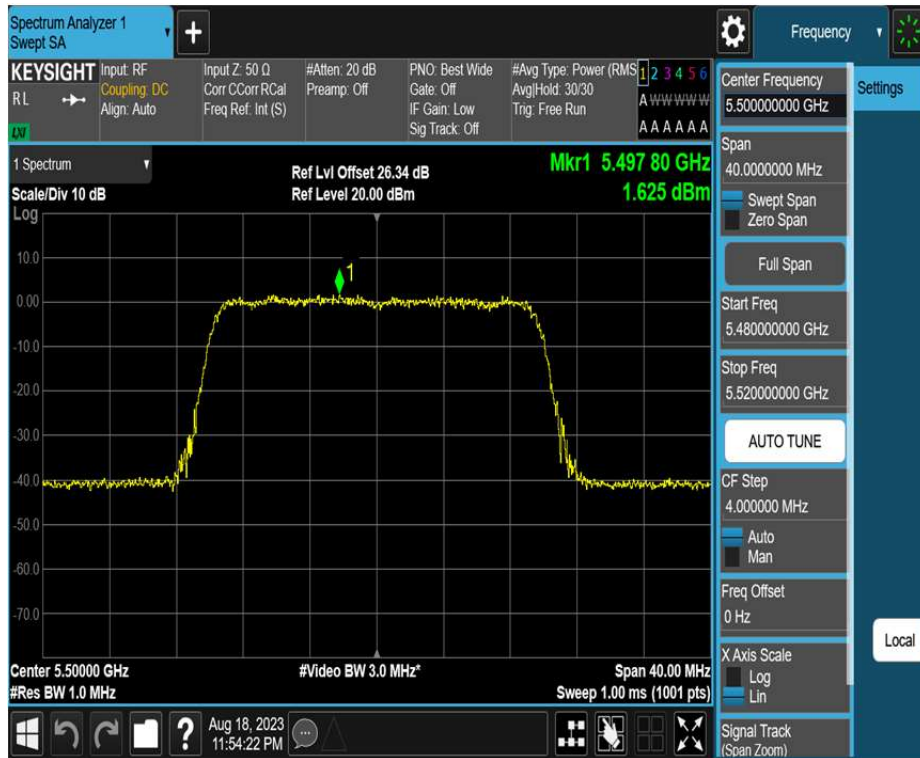 Spectrum Analyzer 1
Swept SA
+
Frequency
KEYSIGHT
R L
LXI
Input: RF
Coupling: DC
Align: Auto
Input Z: 50 Ω
Corr CCorr RCal
Freq Ref: Int (S)
#Atten: 20 dB
Preamp: Off
PNO: Best Wide
Gate: Off
IF Gain: Low
Sig Track: Off
#Avg Type: Power (RMS
Avg|Hold: 30/30
Trig: Free Run
1 2 3 4 5 6
A W W W W W
A A A A A A
1 Spectrum
Scale/Div 10 dB
Log
Ref Lvl Offset 26.34 dB
Ref Level 20.00 dBm
Mkr1 5.497 80 GHz
1.625 dBm
1
10.0
0.00
-10.0
-20.0
-30.0
-40.0
-50.0
-60.0
-70.0
Center 5.50000 GHz
#Res BW 1.0 MHz
#Video BW 3.0 MHz*
Span 40.00 MHz
Sweep 1.00 ms (1001 pts)
?
Aug 18, 2023
11:54:22 PM
Center Frequency
5.50000000 GHz
Settings
Span
40.0000000 MHz
Swept Span
Zero Span
Full Span
Start Freq
5.480000000 GHz
Stop Freq
5.520000000 GHz
AUTO TUNE
CF Step
4.000000 MHz
Auto
Man
Freq Offset
0 Hz
X Axis Scale
Log
Lin
Local
Signal Track
(Span Zoom)